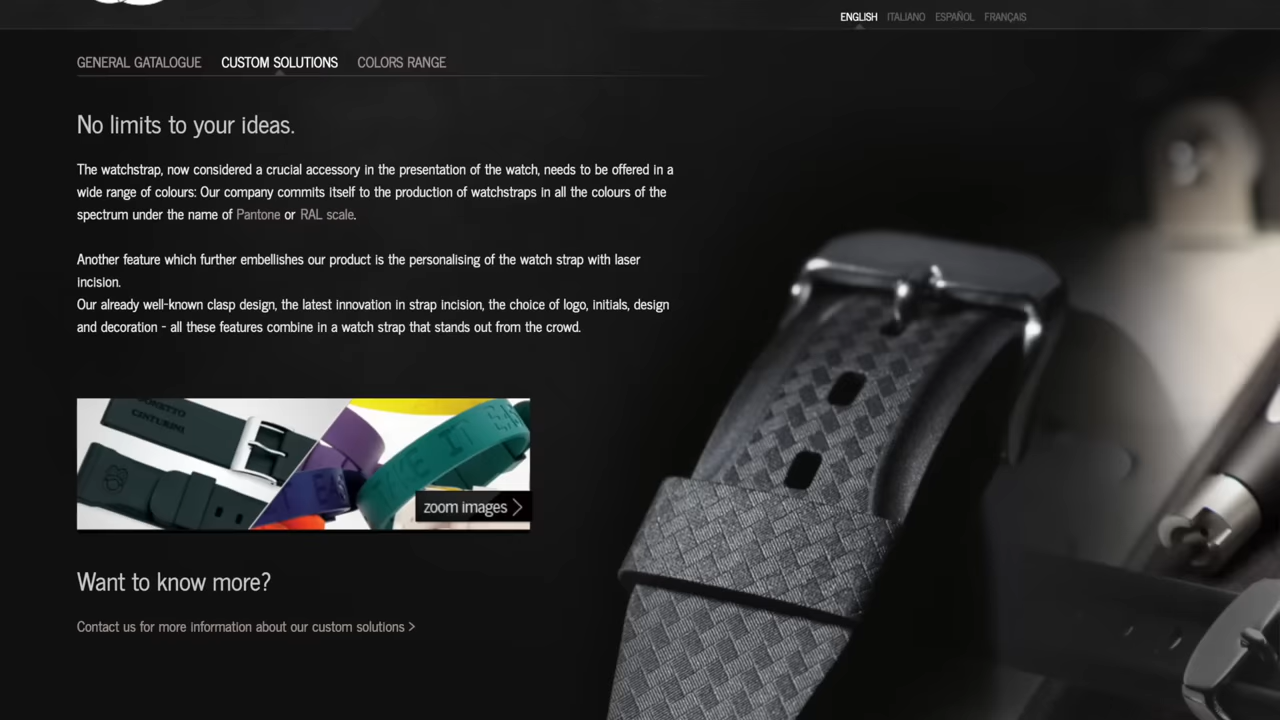 ENGLISH ITALIANO ESPAÑOL FRANÇAIS
GENERAL GATALOGUE CUSTOM SOLUTIONS COLORS RANGE
No limits to your ideas.
The watchstrap, now considered a crucial accessory in the presentation of the watch, needs to be offered in a
wide range of colours: Our company commits itself to the production of watchstraps in all the colours of the
spectrum under the name of Pantone or RAL scale.
Another feature which further embellishes our product is the personalising of the watch strap with laser
incision.
Our already well-known clasp design, the latest innovation in strap incision, the choice of logo, initials, design
and decoration - all these features combine in a watch strap that stands out from the crowd.
CINTURINI
zoom images >
Want to know more?
Contact us for more information about our custom solutions >